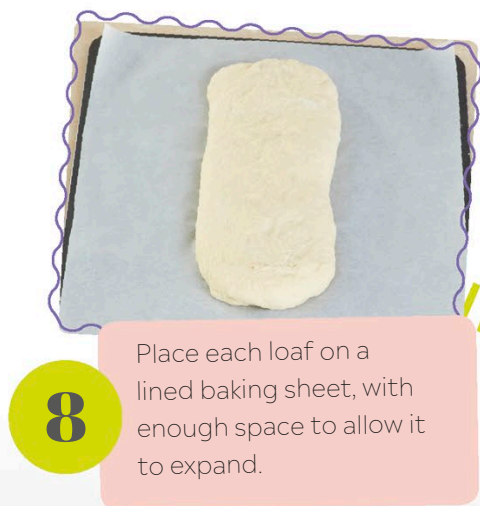 8
Place each loaf on a
lined baking sheet, with
enough space to allow it
to expand.